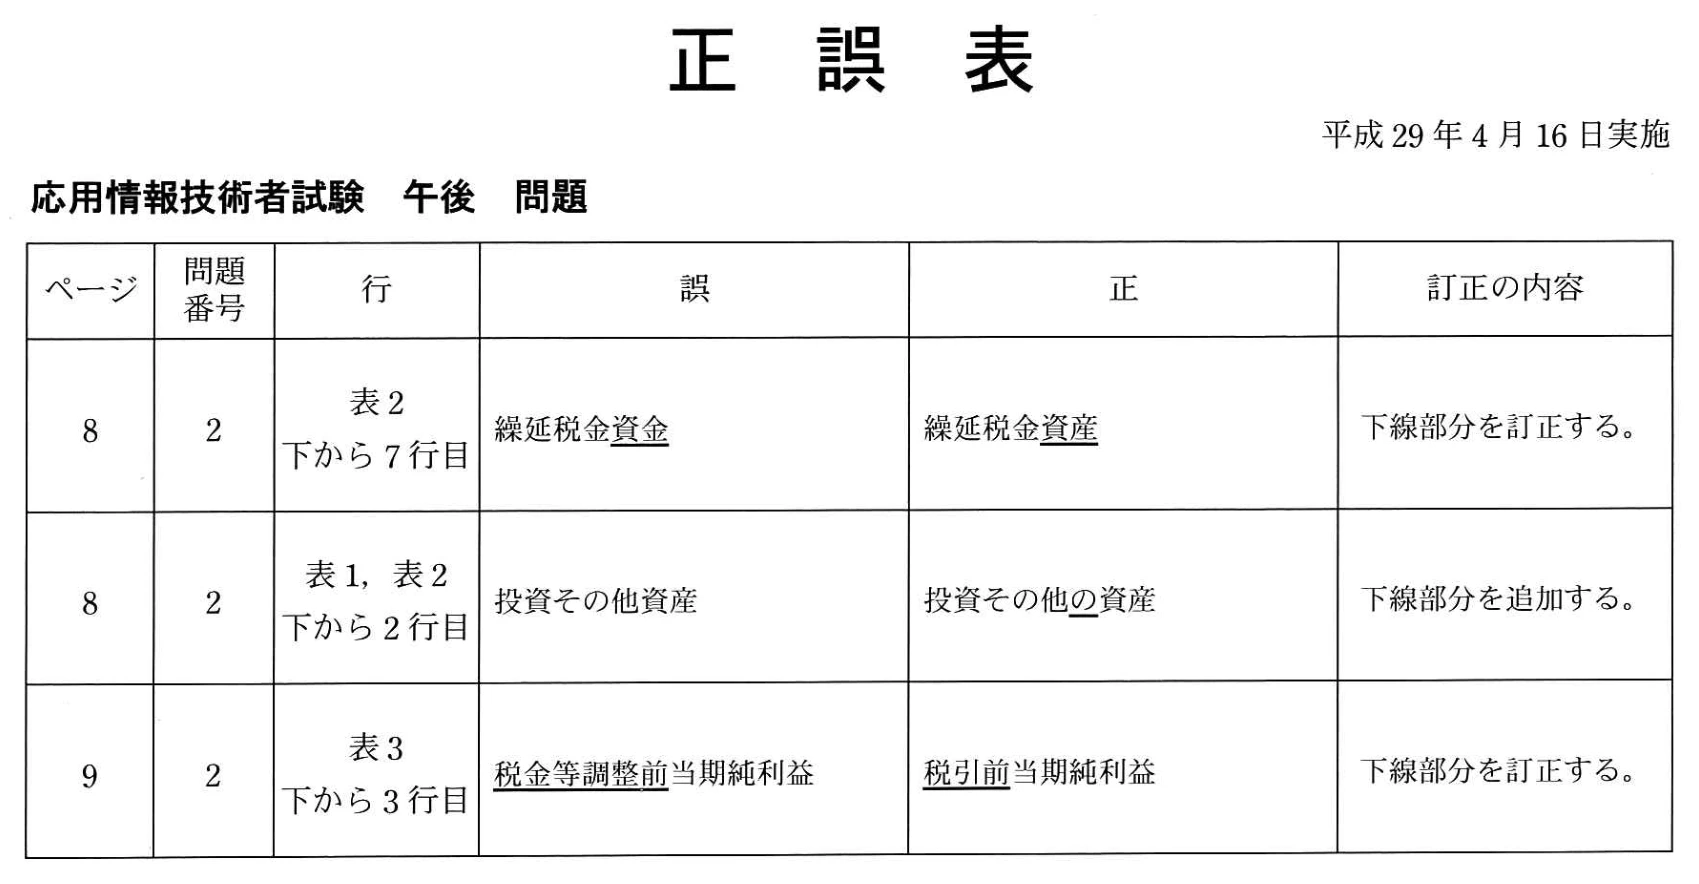 正　誤　表
平成 29 年 4 月 16 日実施
応用情報技術者試験　午後　問題
ページ
問題
番号
行
誤
正
訂正の内容
8
2
表 2
下から 7 行目
繰延税金資金
繰延税金資産
下線部分を訂正する。
8
2
表 1，表 2
下から 2 行目
投資その他資産
投資その他の資産
下線部分を追加する。
9
2
表 3
下から 3 行目
税金等調整前当期純利益
税引前当期純利益
下線部分を訂正する。